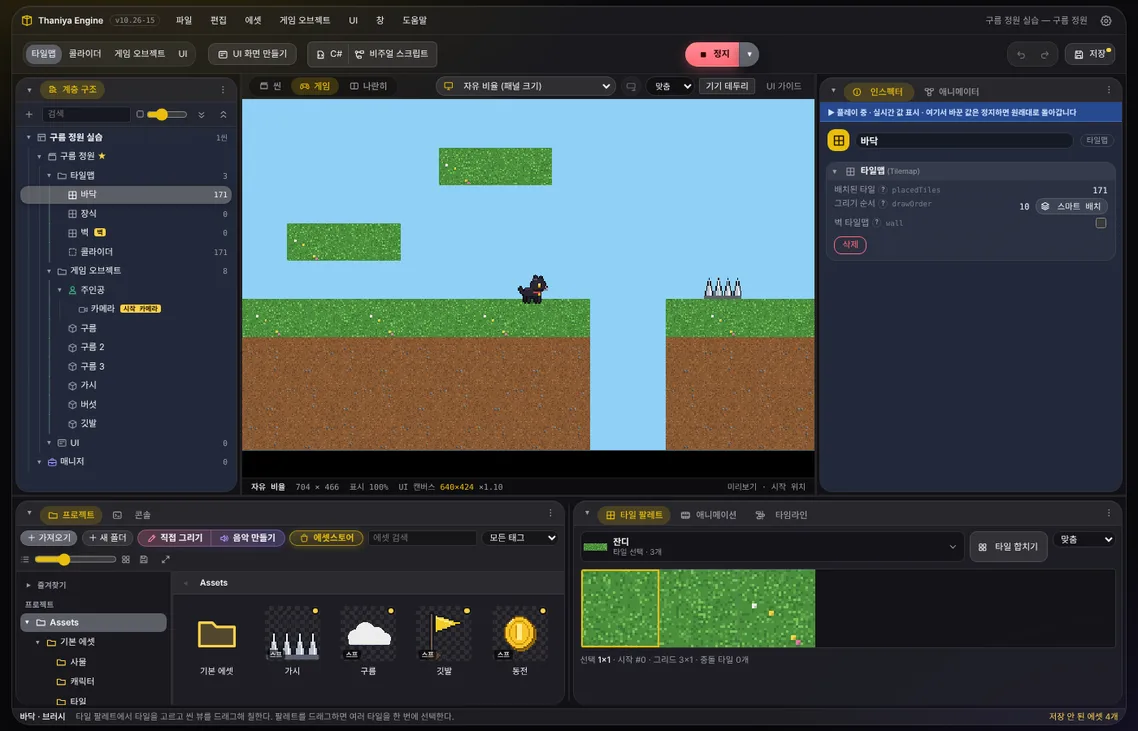 Thaniya Engine v10.26-15 파일 편집 에셋 게임 오브젝트 UI 창 도움말 구름 정원 실습 — 구름 정원
타일맵 콜라이더 게임 오브젝트 UI UI 화면 만들기 C# 비주얼 스크립트 정지 저장
계층 구조
검색
구름 정원 실습 1씬
구름 정원
타일맵 3
바닥 171
장식 0
벽 벽 0
콜라이더 171
게임 오브젝트 8
주인공
카메라 시작 카메라
구름
구름 2
구름 3
가시
버섯
깃발
UI 0
매니저 0
씬 게임 나란히 자유 비율 (패널 크기) 맞춤 기기 테두리 UI 가이드
자유 비율 704 × 466 표시 100% UI 캔버스 640×424 ×1.10 미리보기 · 시작 위치
인스펙터 애니메이터
플레이 중 · 실시간 값 표시 · 여기서 바꾼 값은 정지하면 원래대로 돌아갑니다
바닥 타일맵
타일맵 (Tilemap)
배치된 타일 ? placedTiles 171
그리기 순서 ? drawOrder 10 스마트 배치
벽 타일맵 ? wall
삭제
프로젝트 콘솔
+ 가져오기 + 새 폴더 직접 그리기 음악 만들기 에셋스토어 에셋 검색 모든 태그
즐겨찾기
프로젝트
Assets
기본 에셋
사물
캐릭터
타일
Assets
스프 스프 스프 스프
기본 에셋 가시 구름 깃발 동전
타일 팔레트 애니메이션 타임라인
잔디
타일 선택 · 3개
타일 합치기 맞춤
선택 1×1 · 시작 #0 · 그리드 3×1 · 충돌 타일 0개
바닥 · 브러시 타일 팔레트에서 타일을 고르고 씬 뷰를 드래그해 칠한다. 팔레트를 드래그하면 여러 타일을 한 번에 선택한다. 저장 안 된 에셋 4개